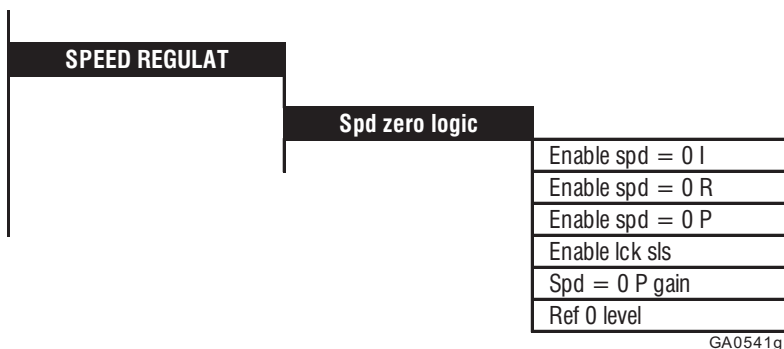 SPEED REGULAT
Spd zero logic
Enable spd = 0 I
Enable spd = 0 R
Enable spd = 0 P
Enable lck sls
Spd = 0 P gain
Ref 0 level
GA0541g